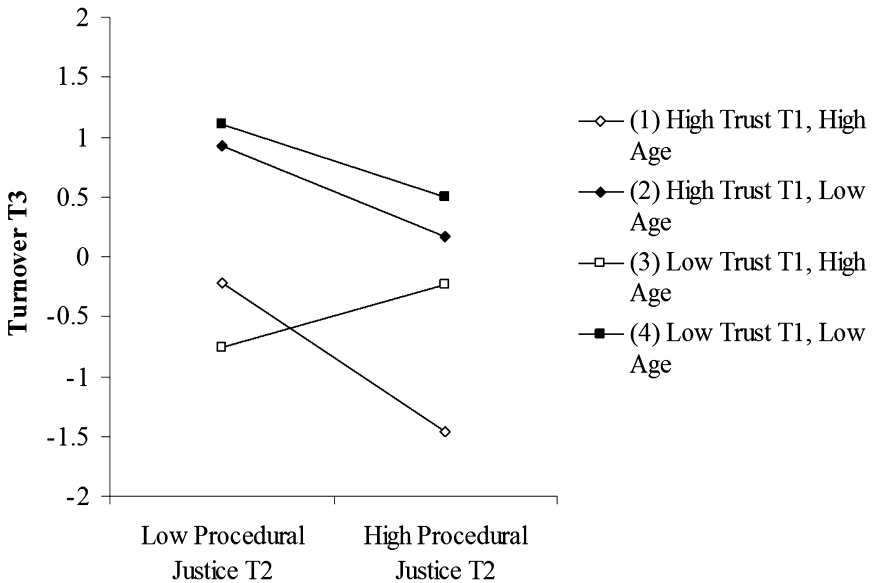 2
1.5
1
0.5
0
-0.5
-1
-1.5
-2
Turnover T3
Low Procedural
Justice T2
High Procedural
Justice T2
(1) High Trust T1, High
Age
(2) High Trust T1, Low
Age
(3) Low Trust T1, High
Age
(4) Low Trust T1, Low
Age